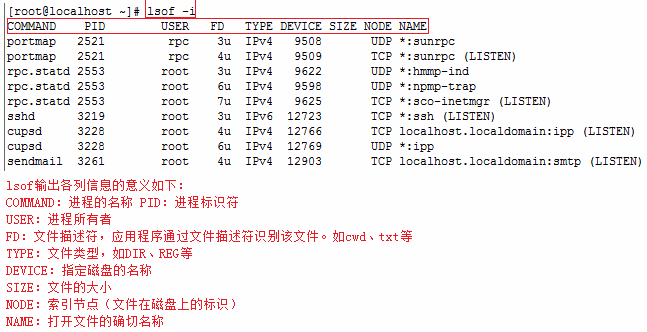 [root@localhost ~]# lsof -i
COMMAND PID USER FD TYPE DEVICE SIZE NODE NAME
portmap 2521 rpc 3u IPv4 9508 UDP *:sunrpc
portmap 2521 rpc 4u IPv4 9509 TCP *:sunrpc (LISTEN)
rpc.statd 2553 root 3u IPv4 9622 UDP *:hmmp-ind
rpc.statd 2553 root 6u IPv4 9598 UDP *:npmp-trap
rpc.statd 2553 root 7u IPv4 9625 TCP *:sco-inetmgr (LISTEN)
sshd 3219 root 3u IPv6 12723 TCP *:ssh (LISTEN)
cupsd 3228 root 4u IPv4 12766 TCP localhost.localdomain:ipp (LISTEN)
cupsd 3228 root 6u IPv4 12769 UDP *:ipp
sendmail 3261 root 4u IPv4 12903 TCP localhost.localdomain:smtp (LISTEN)
lsof输出各列信息的意义如下：
COMMAND：进程的名称 PID：进程标识符
USER：进程所有者
FD：文件描述符，应用程序通过文件描述符识别该文件。如cwd、txt等
TYPE：文件类型，如DIR、REG等
DEVICE：指定磁盘的名称
SIZE：文件的大小
NODE：索引节点（文件在磁盘上的标识）
NAME：打开文件的确切名称